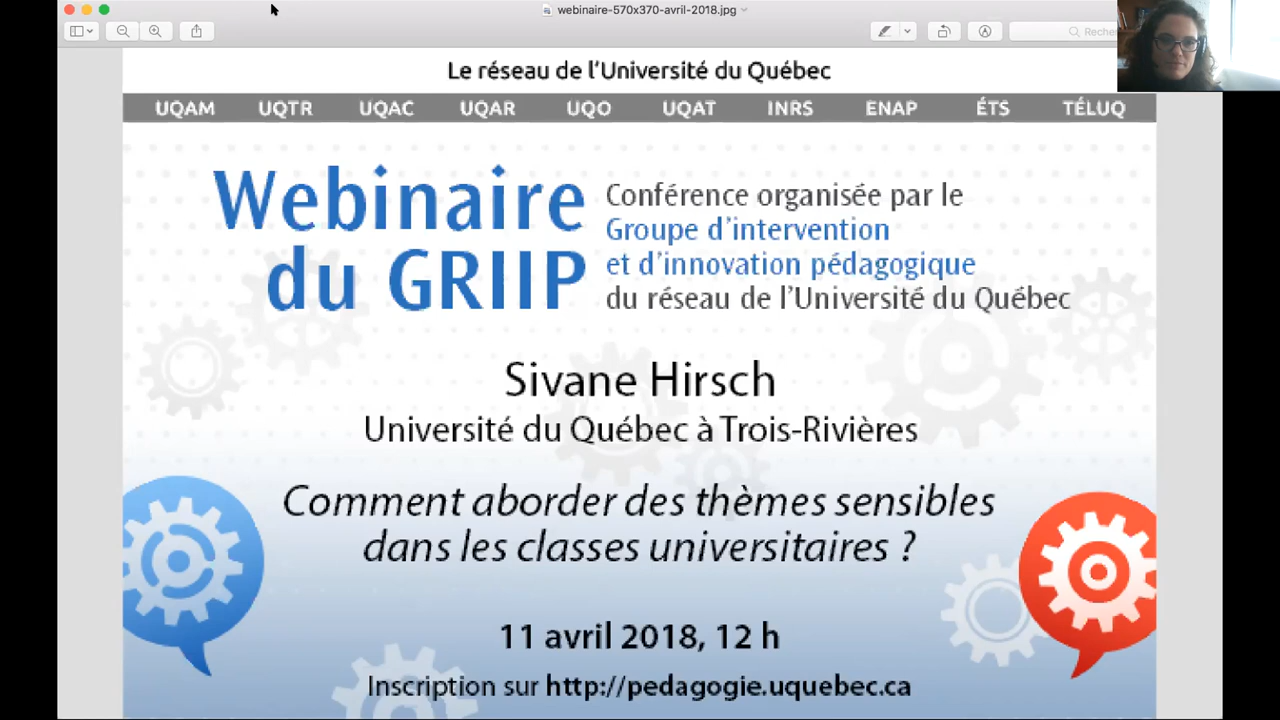 webinaire-570x370-avril-2018.jpg
Le réseau de l'Université du Québec
UQAM UQTR UQAC UQAR UQO UQAT INRS ENAP ÉTS TÉLUQ
Webinaire
du GRIIP
Conférence organisée par le
Groupe d'intervention
et d'innovation pédagogique
du réseau de l'Université du Québec
Sivane Hirsch
Université du Québec à Trois-Rivières
Comment aborder des thèmes sensibles
dans les classes universitaires ?
11 avril 2018, 12 h
Inscription sur http://pedagogie.uquebec.ca